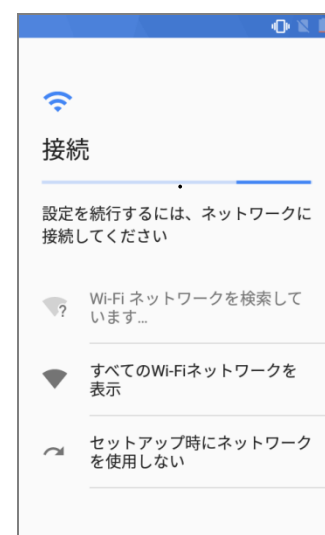 接続
設定を続行するには、ネットワークに
接続してください
Wi-Fi ネットワークを検索して
います...
すべてのWi-Fiネットワークを
表示
セットアップ時にネットワーク
を使用しない